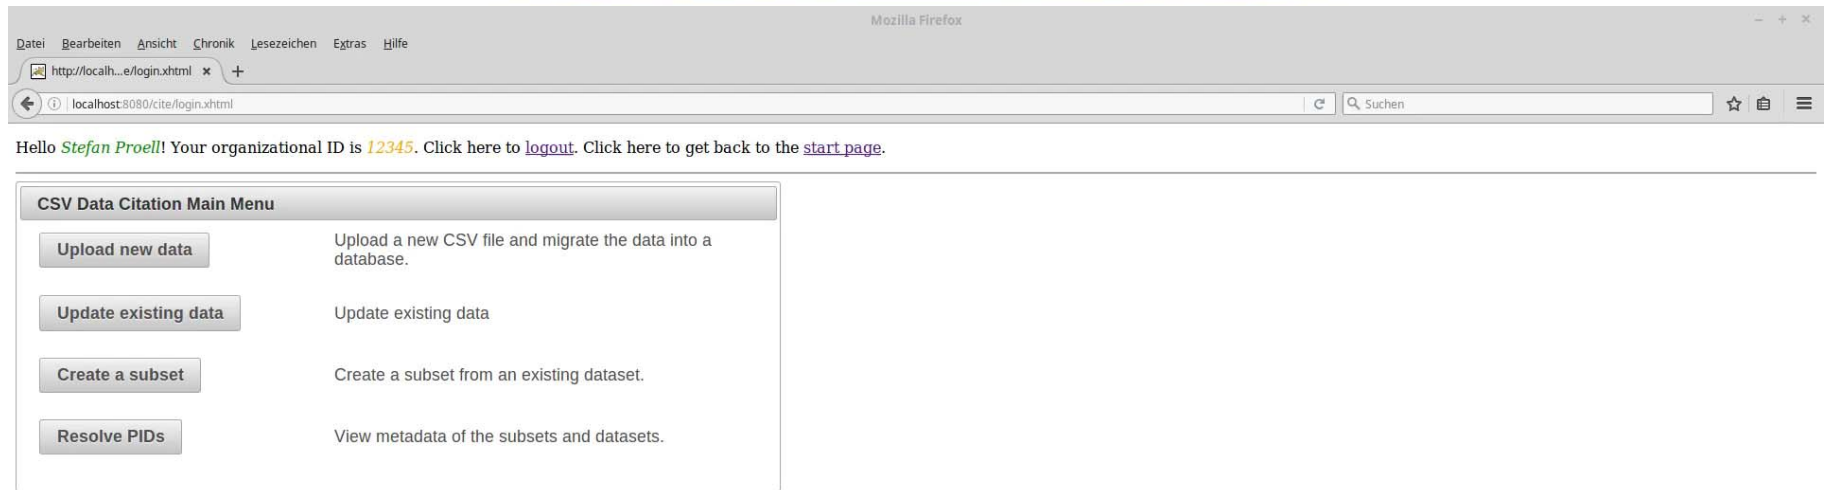 Mozilla Firefox
Datei Bearbeiten Ansicht Chronik Lesezeichen Extras Hilfe
http://localh...e/login.xhtml
localhost:8080/cite/login.xhtml Suchen
Hello Stefan Proell! Your organizational ID is 12345. Click here to logout. Click here to get back to the start page.
CSV Data Citation Main Menu
Upload new data Upload a new CSV file and migrate the data into a
database.
Update existing data Update existing data
Create a subset Create a subset from an existing dataset.
Resolve PIDs View metadata of the subsets and datasets.